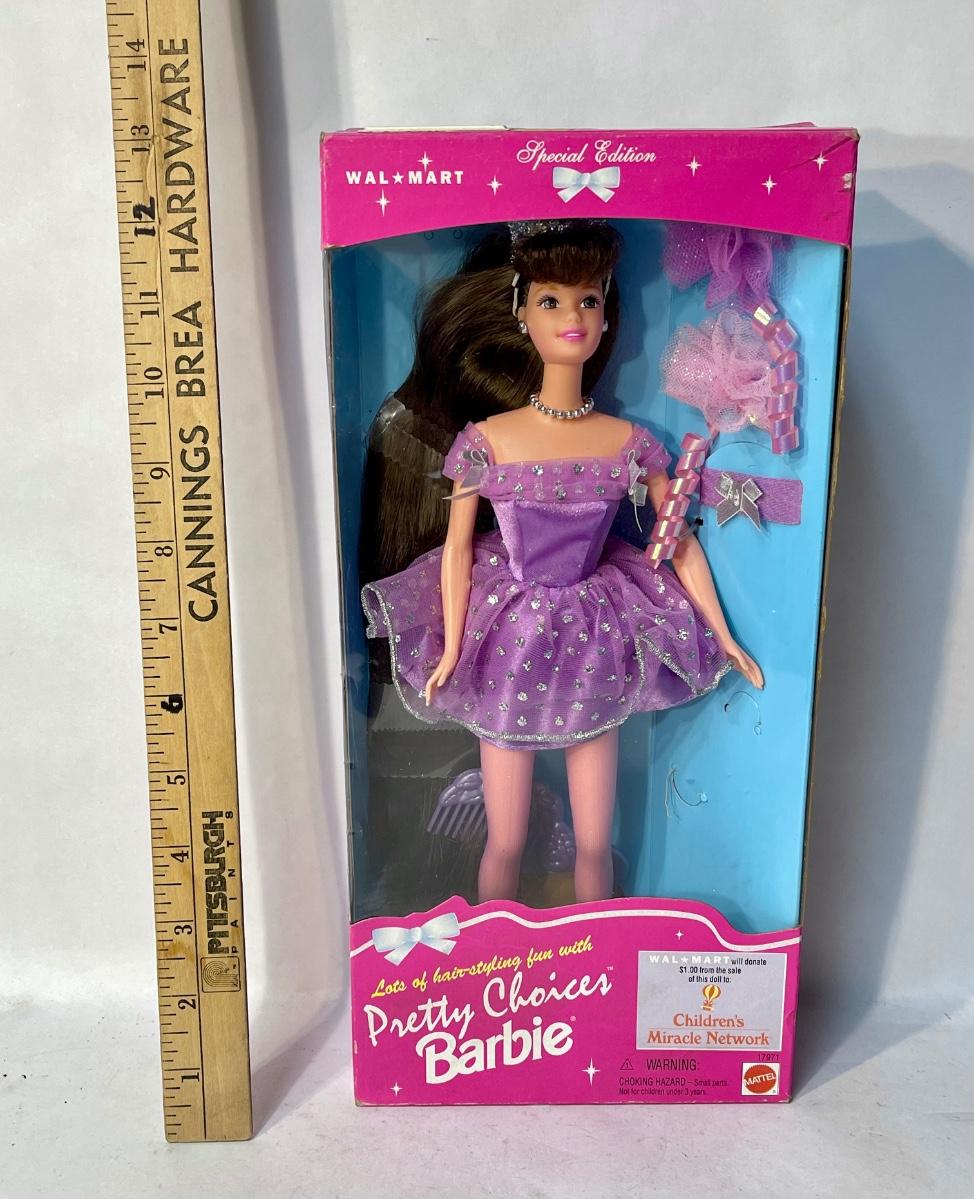 Special Edition
WAL★MART
Lots of hair-styling fun with
Pretty Choices™
Barbie®
WAL★MART will donate
$1.00 from the sale
of this doll to:
Children's
Miracle Network
17971
⚠ WARNING:
CHOKING HAZARD – Small parts.
Not for children under 3 years.
MATTEL
CANNINGS BREA HARDWARE
PITTSBURGH
PAINTS
14
13
12
11
10
9
8
7
6
5
4
3
2
1